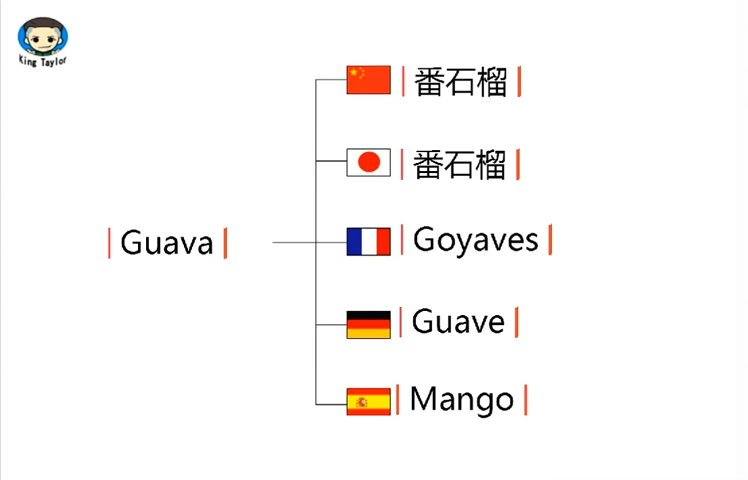 King Taylor
番石榴
番石榴
Guava
Goyaves
Guave
Mango